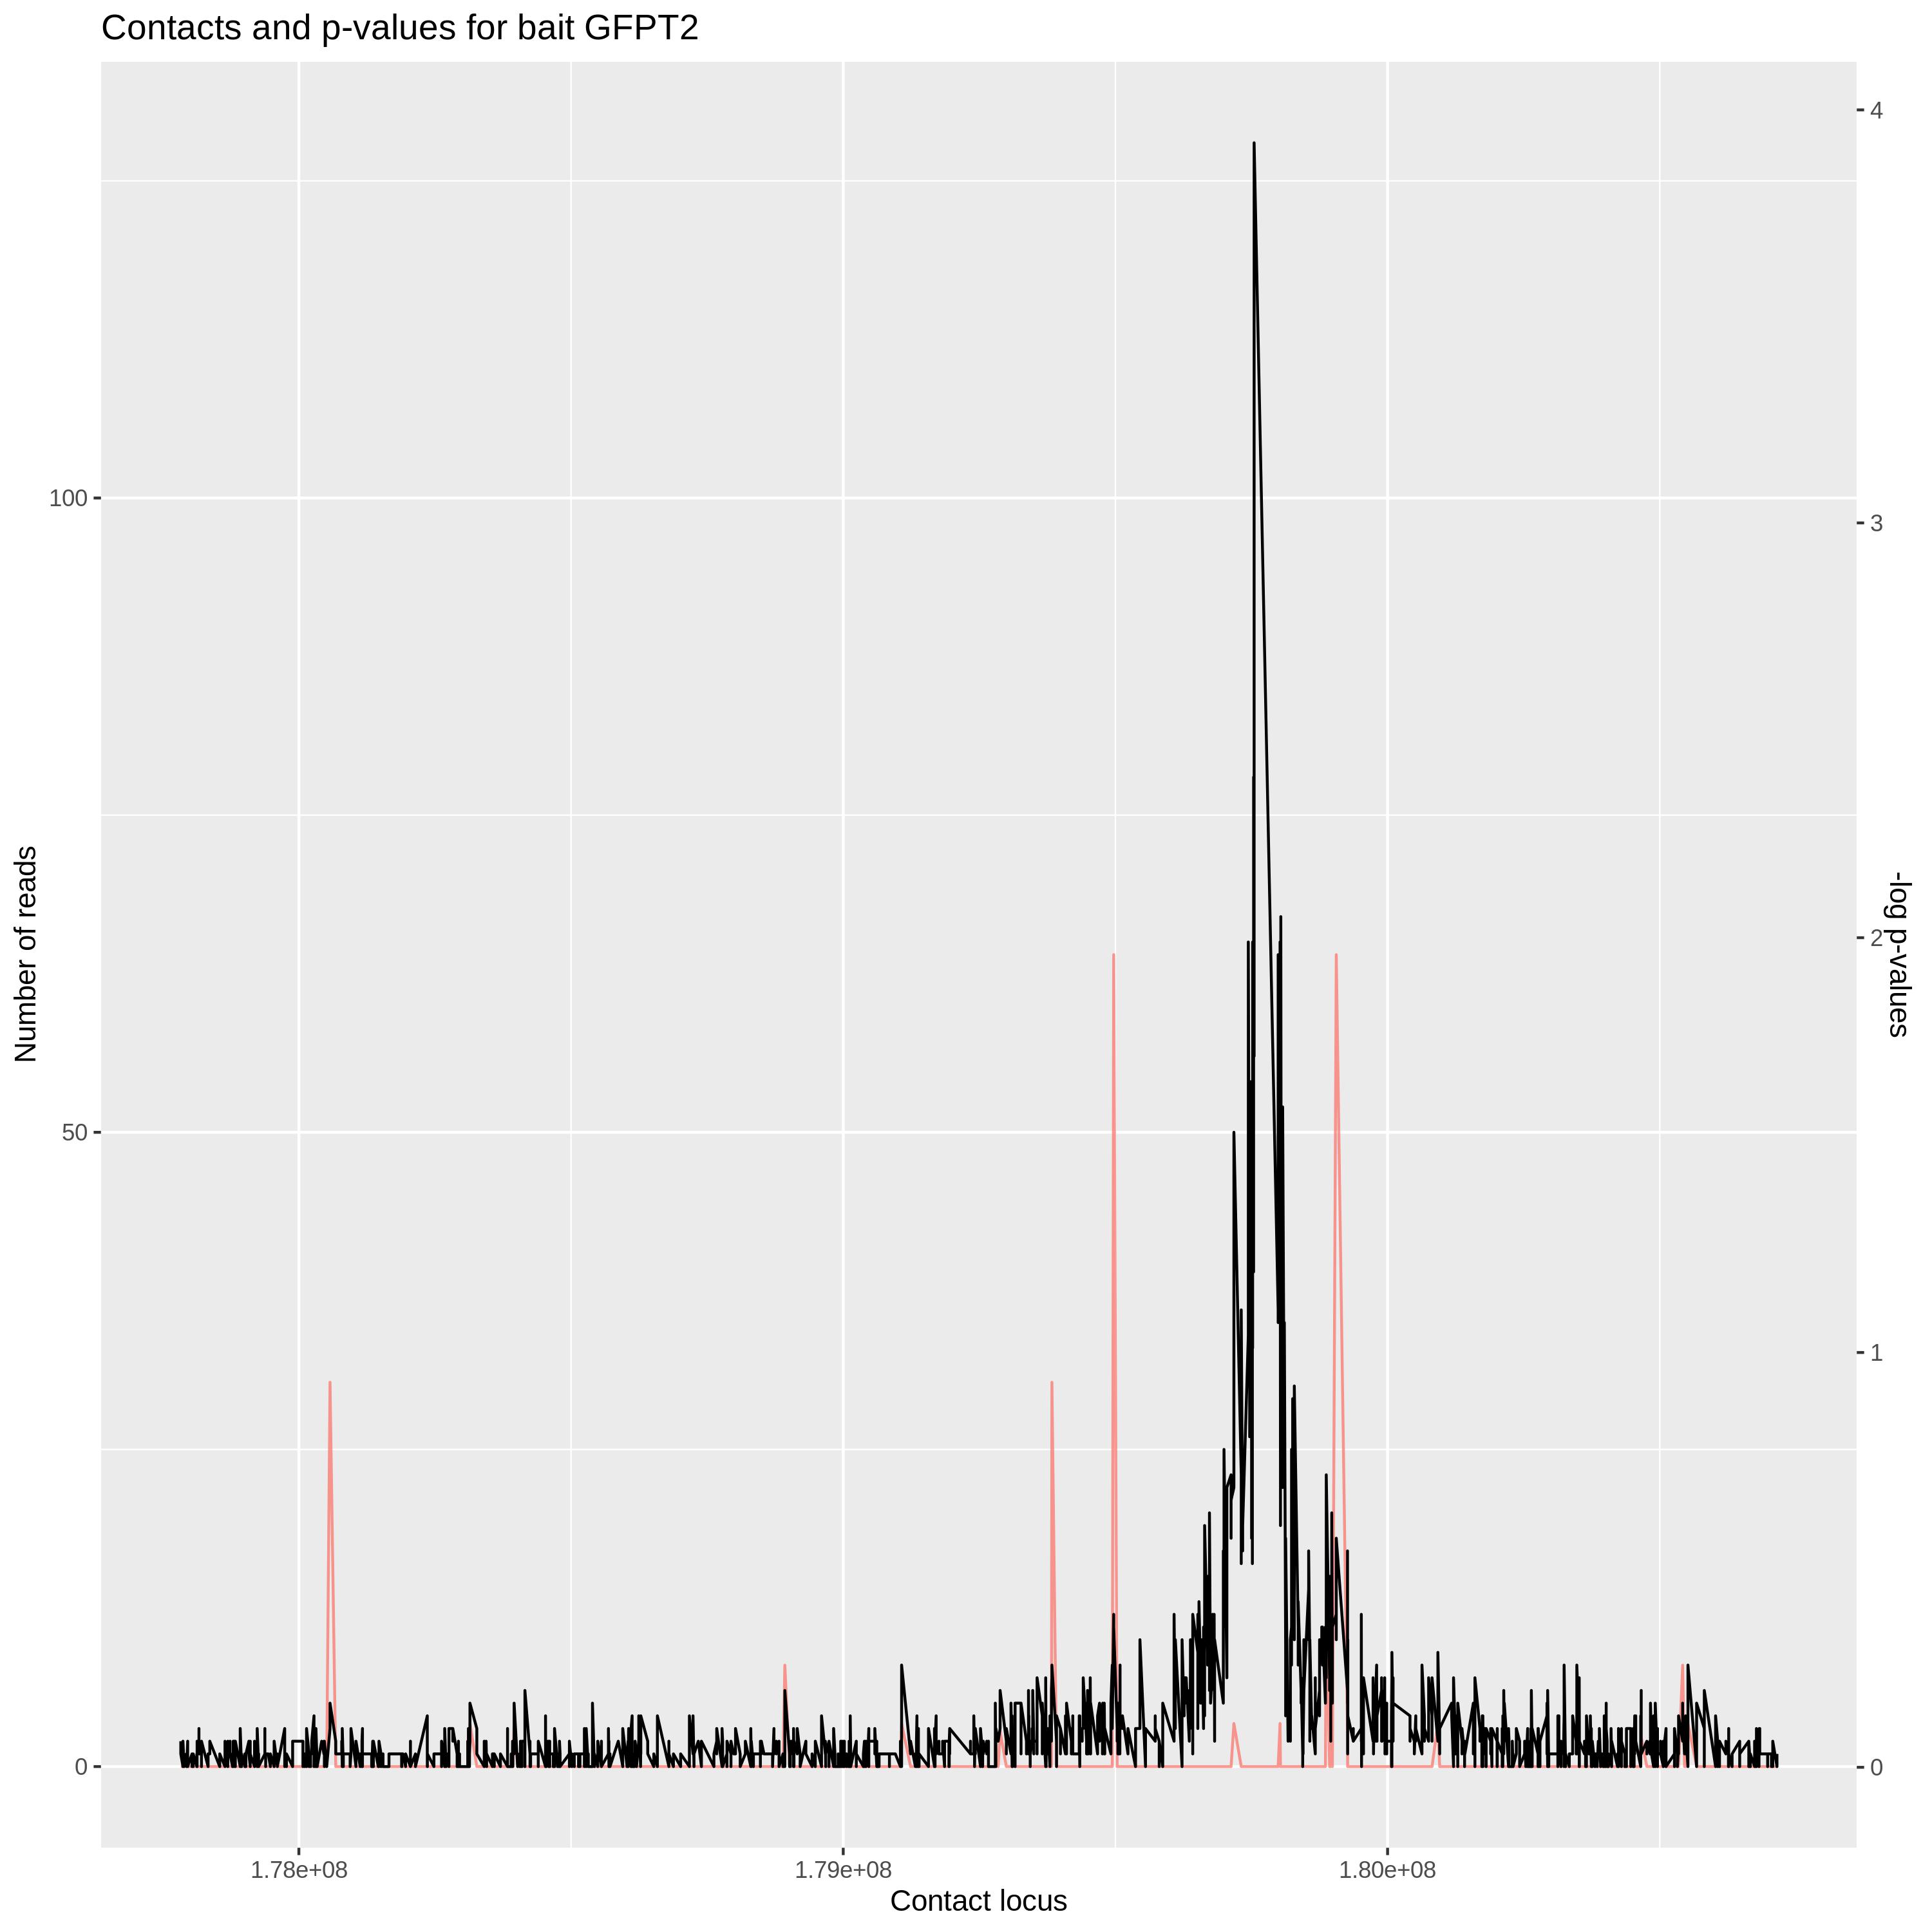 Contacts and p-values for bait GFPT2
Number of reads
100
50
0
4
3
2
1
0
-log p-values
1.78e+08
1.79e+08
1.80e+08
Contact locus